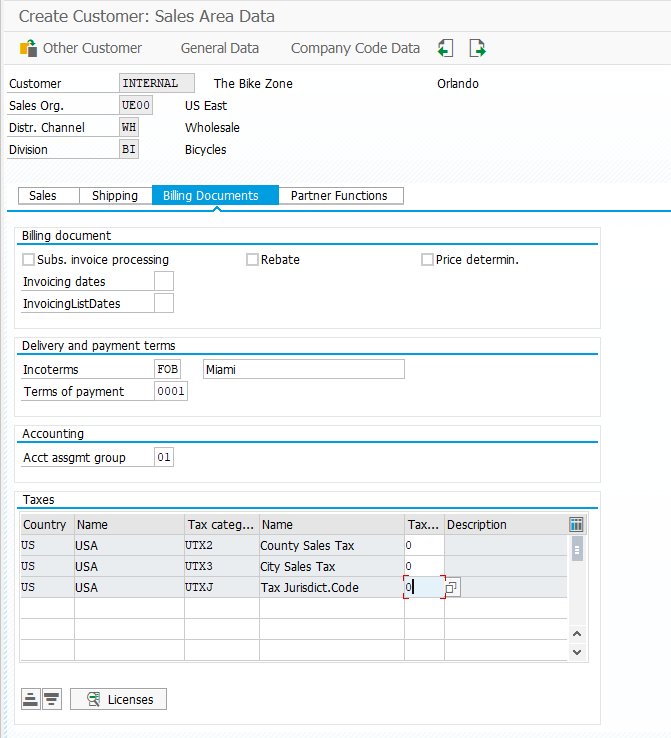 Create Customer: Sales Area Data
Other Customer General Data Company Code Data
Customer INTERNAL The Bike Zone Orlando
Sales Org. UE00 US East
Distr. Channel WH Wholesale
Division BI Bicycles
Sales Shipping Billing Documents Partner Functions
Billing document
Subs. invoice processing Rebate Price determin.
Invoicing dates
InvoicingListDates
Delivery and payment terms
Incoterms FOB Miami
Terms of payment 0001
Accounting
Acct assgmt group 01
Taxes
Country Name Tax categ... Name Tax... Description
US USA UTX2 County Sales Tax 0
US USA UTX3 City Sales Tax 0
US USA UTXJ Tax Jurisdict.Code 0
Licenses